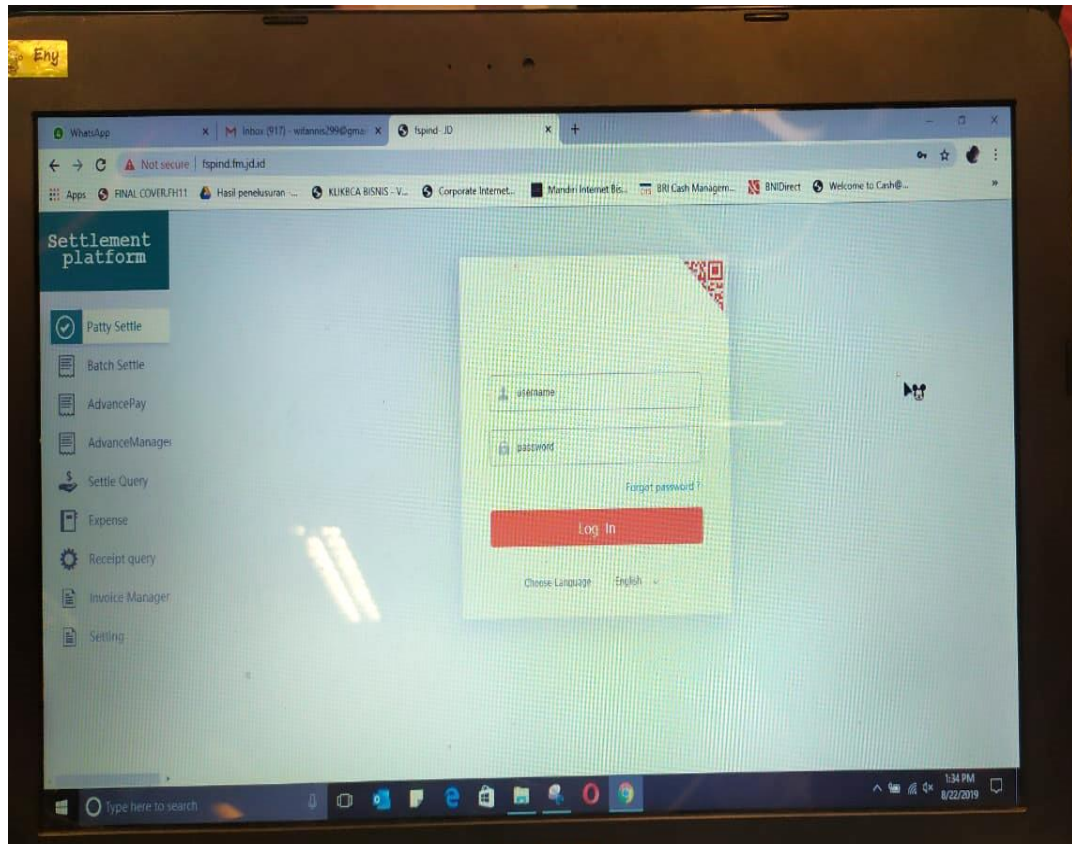 Eny
WhatsApp
Inbox (917) - wifannis299@gmai
fspind- JD
Not secure fspind.fm.jd.id
Apps FINAL COVER.FH11 Hasil penelusuran -... KLIKBCA BISNIS - V... Corporate Internet... Mandiri Internet Bis... BRI Cash Managem... BNIDirect Welcome to Cash@...
Settlement
platform
Patty Settle
Batch Settle
AdvancePay
AdvanceManager
Settle Query
Expense
Receipt query
Invoice Manager
Setting
username
password
Forgot password ?
Log In
Choose Language English
Type here to search
1:34 PM
8/22/2019